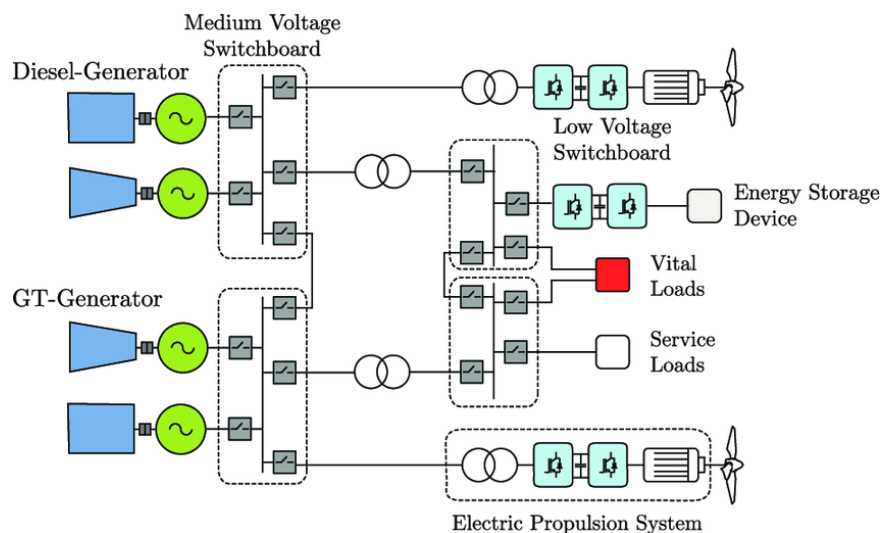 Medium Voltage
Switchboard
Diesel-Generator
Low Voltage
Switchboard
Energy Storage
Device
Vital
Loads
GT-Generator
Service
Loads
Electric Propulsion System